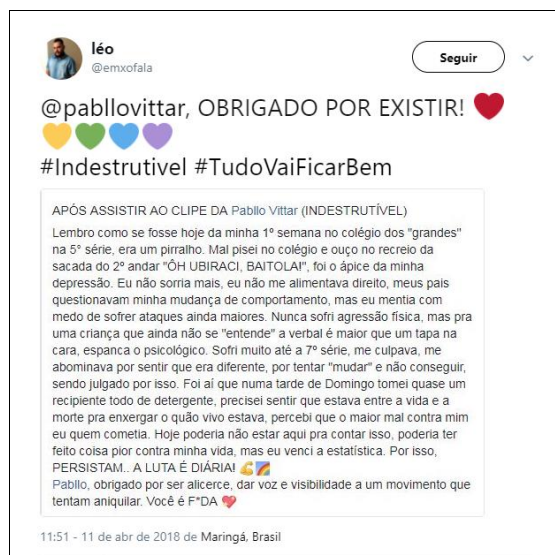 léo
@emxofala
Seguir
@pabllovittar, OBRIGADO POR EXISTIR! ❤️
💛💚💙💜
#Indestrutivel #TudoVaiFicarBem
APÓS ASSISTIR AO CLIPE DA Pabllo Vittar (INDESTRUTÍVEL)
Lembro como se fosse hoje da minha 1º semana no colégio dos "grandes"
na 5° série, era um pirralho. Mal pisei no colégio e ouço no recreio da
sacada do 2º andar "ÔH UBIRACI, BAITOLA!", foi o ápice da minha
depressão. Eu não sorria mais, eu não me alimentava direito, meus pais
questionavam minha mudança de comportamento, mas eu mentia com
medo de sofrer ataques ainda maiores. Nunca sofri agressão física, mas pra
uma criança que ainda não se "entende" a verbal é maior que um tapa na
cara, espanca o psicológico. Sofri muito até a 7º série, me culpava, me
abominava por sentir que era diferente, por tentar "mudar" e não conseguir,
sendo julgado por isso. Foi aí que numa tarde de Domingo tomei quase um
recipiente todo de detergente, precisei sentir que estava entre a vida e a
morte pra enxergar o quão vivo estava, percebi que o maior mal contra mim
eu quem cometia. Hoje poderia não estar aqui pra contar isso, poderia ter
feito coisa pior contra minha vida, mas eu venci a estatística. Por isso,
PERSISTAM.. A LUTA É DIÁRIA! 💪🌈
Pabllo, obrigado por ser alicerce, dar voz e visibilidade a um movimento que
tentam aniquilar. Você é F*DA 💖
11:51 - 11 de abr de 2018 de Maringá, Brasil